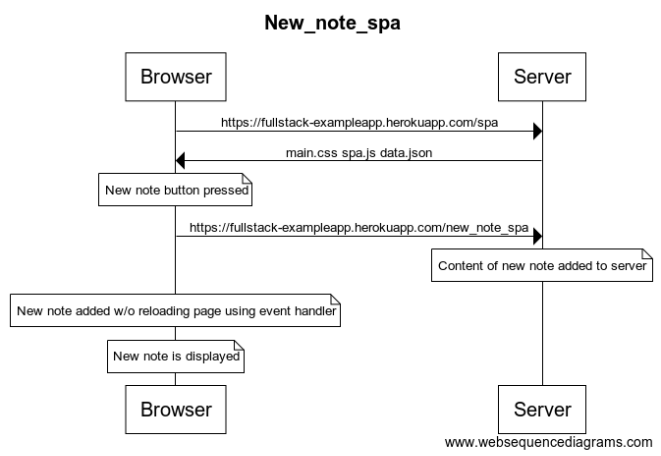 New_note_spa
Browser
Server
https://fullstack-exampleapp.herokuapp.com/spa
main.css spa.js data.json
New note button pressed
https://fullstack-exampleapp.herokuapp.com/new_note_spa
Content of new note added to server
New note added w/o reloading page using event handler
New note is displayed
Browser
Server
www.websequencediagrams.com